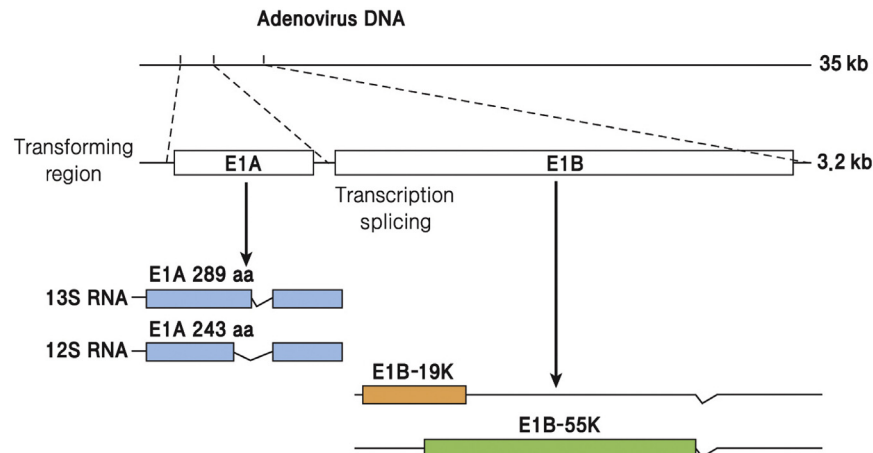 Adenovirus DNA
35 kb
Transforming
region
E1A
E1B
3.2 kb
Transcription
splicing
E1A 289 aa
13S RNA
E1A 243 aa
12S RNA
E1B-19K
E1B-55K